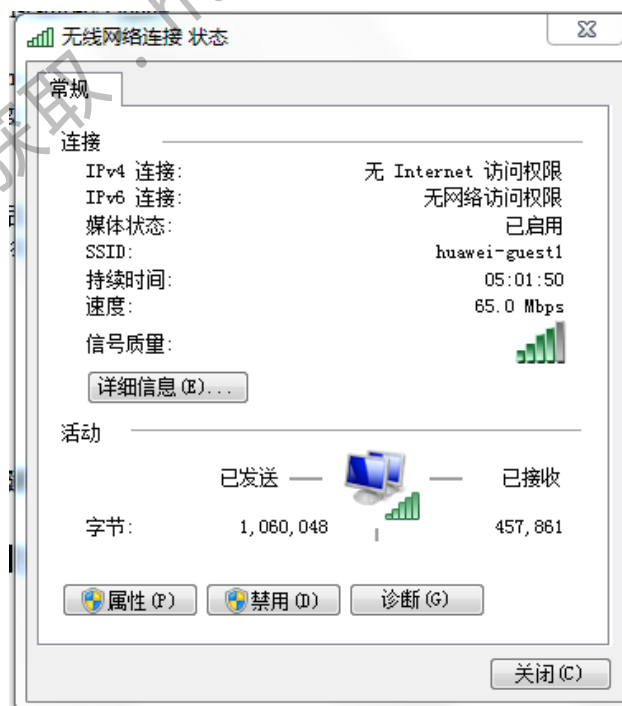 无线网络连接 状态
常规
连接
IPv4 连接: 无 Internet 访问权限
IPv6 连接: 无网络访问权限
媒体状态: 已启用
SSID: huawei-guest1
持续时间: 05:01:50
速度: 65.0 Mbps
信号质量:
详细信息(E)...
活动
已发送 — — 已接收
字节: 1,060,048 457,861
属性(P) 禁用(D) 诊断(G)
关闭(C)
获取.h